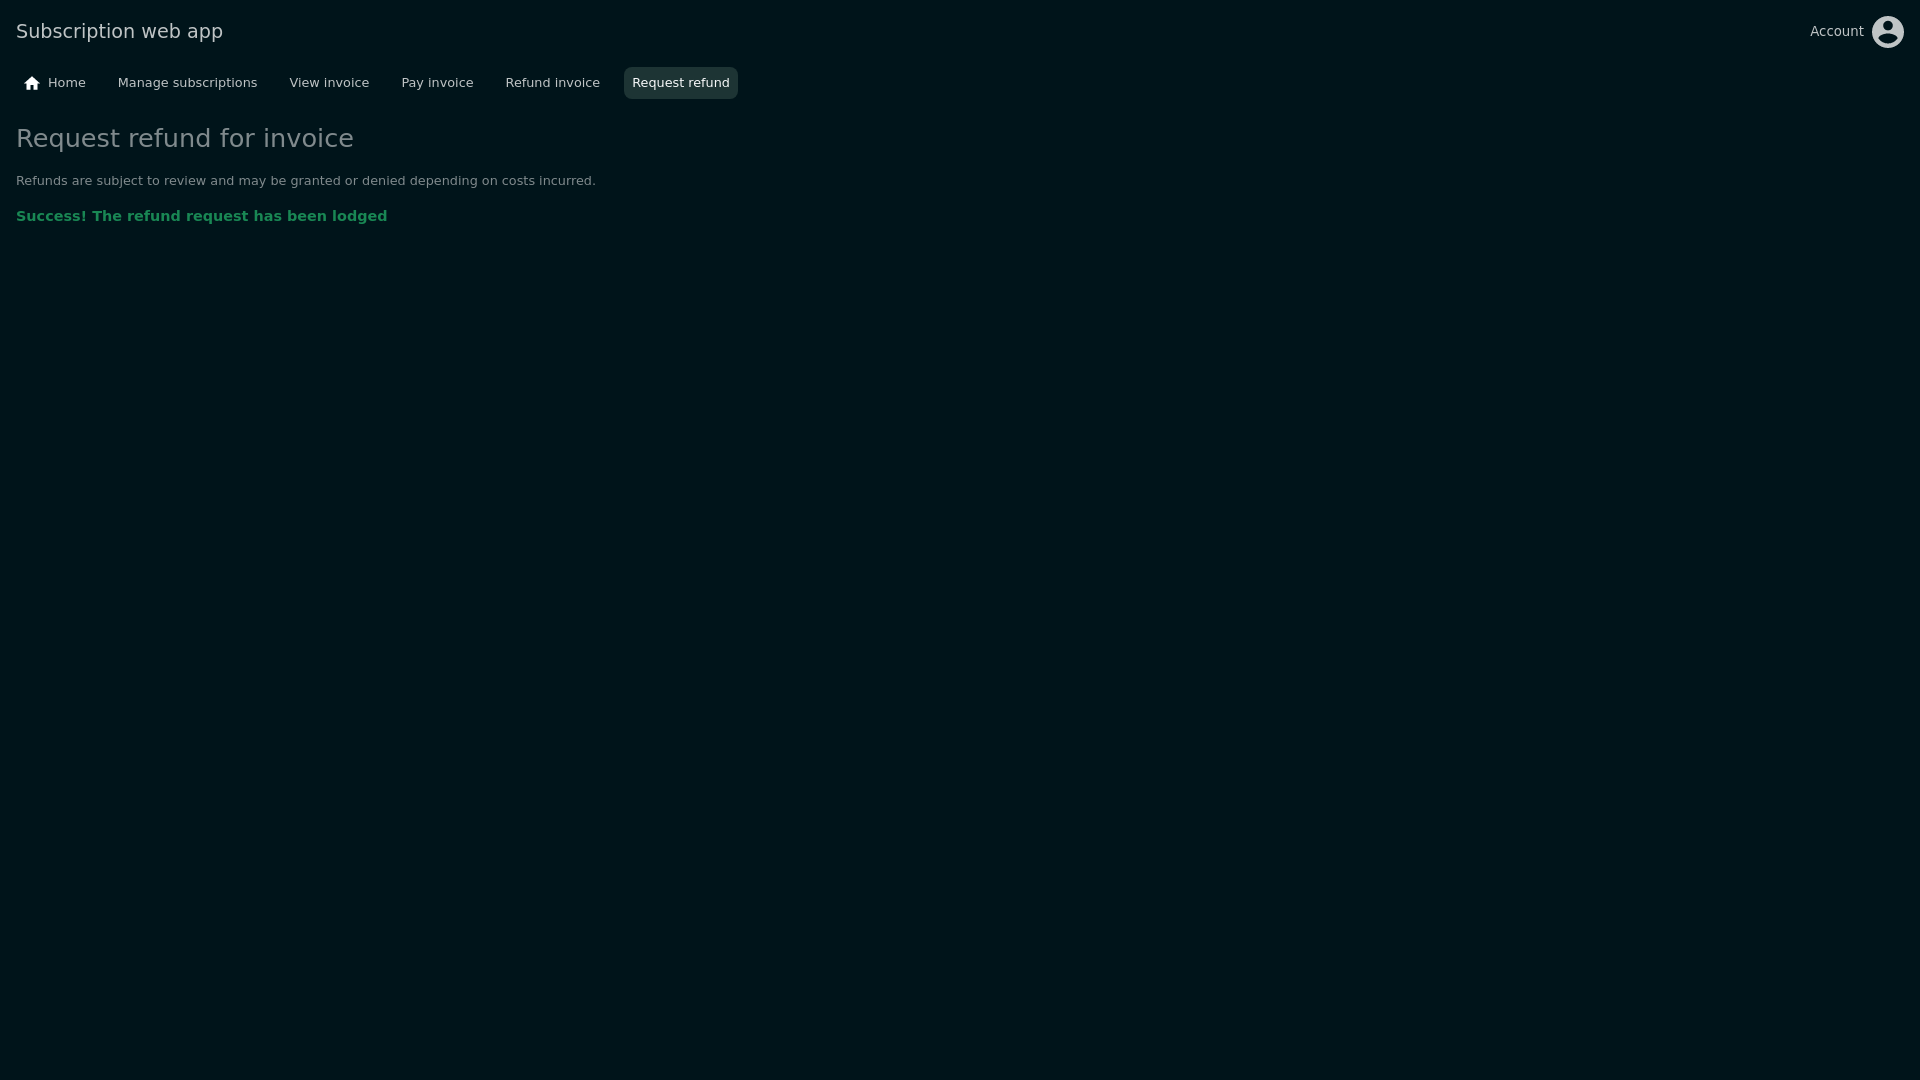 Subscription web app
Account
Home
Manage subscriptions
View invoice
Pay invoice
Refund invoice
Request refund
Request refund for invoice
Refunds are subject to review and may be granted or denied depending on costs incurred.
Success! The refund request has been lodged